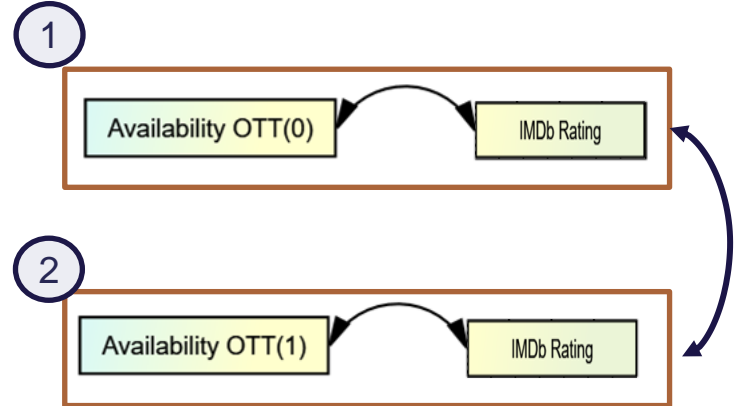 1
Availability OTT(0)
IMDb Rating
2
Availability OTT(1)
IMDb Rating